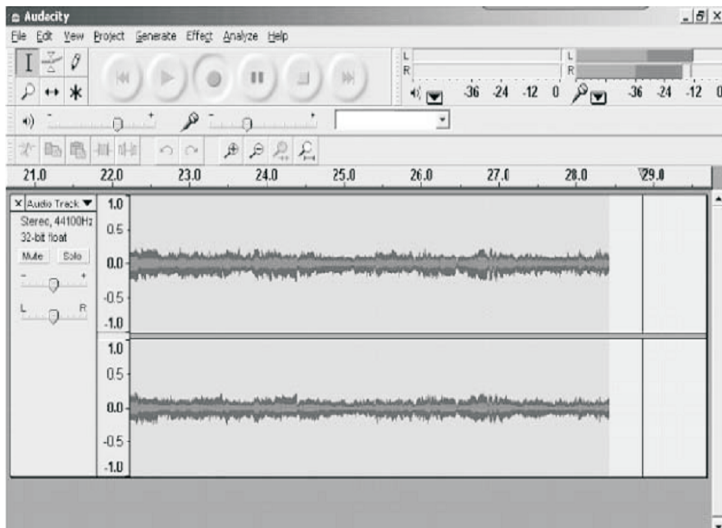 Audacity
File Edit View Project Generate Effect Analyze Help
L
R
-36 -24 -12 0
L
R
-36 -24 -12 0
21.0 22.0 23.0 24.0 25.0 26.0 27.0 28.0 29.0
X Audio Track
Stereo, 44100Hz
32-bit float
Mute Solo
- +
L R
1.0
0.5
0.0
-0.5
-1.0
1.0
0.5
0.0
-0.5
-1.0